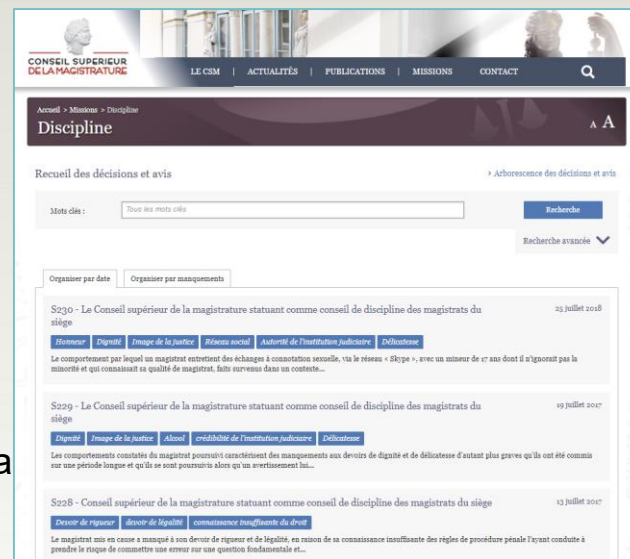 CONSEIL SUPERIEUR
DE LA MAGISTRATURE
LE CSM | ACTUALITÉS | PUBLICATIONS | MISSIONS CONTACT
Accueil > Missions > Discipline
Discipline
A A
Recueil des décisions et avis
› Arborescence des décisions et avis
Mots clés :
Tous les mots clés
Recherche
Recherche avancée
Organiser par date
Organiser par manquements
S230 - Le Conseil supérieur de la magistrature statuant comme conseil de discipline des magistrats du
siège
25 juillet 2018
Honneur Dignité Image de la justice Réseau social Autorité de l'institution judiciaire Délicatesse
Le comportement par lequel un magistrat entretient des échanges à connotation sexuelle, via le réseau « Skype », avec un mineur de 17 ans dont il n'ignorait pas la
minorité et qui connaissait sa qualité de magistrat, faits survenus dans un contexte...
S229 - Le Conseil supérieur de la magistrature statuant comme conseil de discipline des magistrats du
siège
19 juillet 2017
Dignité Image de la justice Alcool crédibilité de l'institution judiciaire Délicatesse
a
Les comportements constatés du magistrat poursuivi caractérisent des manquements aux devoirs de dignité et de délicatesse d'autant plus graves qu'ils ont été commis
sur une période longue et qu'ils se sont poursuivis alors qu'un avertissement lui...
S228 - Conseil supérieur de la magistrature statuant comme conseil de discipline des magistrats du siège
13 juillet 2017
Devoir de rigueur devoir de légalité connaissance insuffisante du droit
Le magistrat mis en cause a manqué à son devoir de rigueur et de légalité, en raison de sa connaissance insuffisante des règles de procédure pénale l'ayant conduite à
prendre le risque de commettre une erreur sur une question fondamentale et...